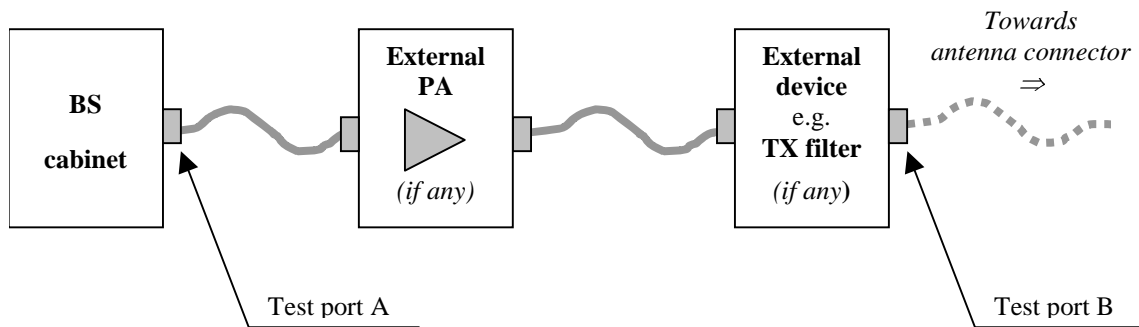 BS
cabinet
External
PA
(if any)
External
device
e.g.
TX filter
(if any)
Towards
antenna connector
⇒
Test port A
Test port B